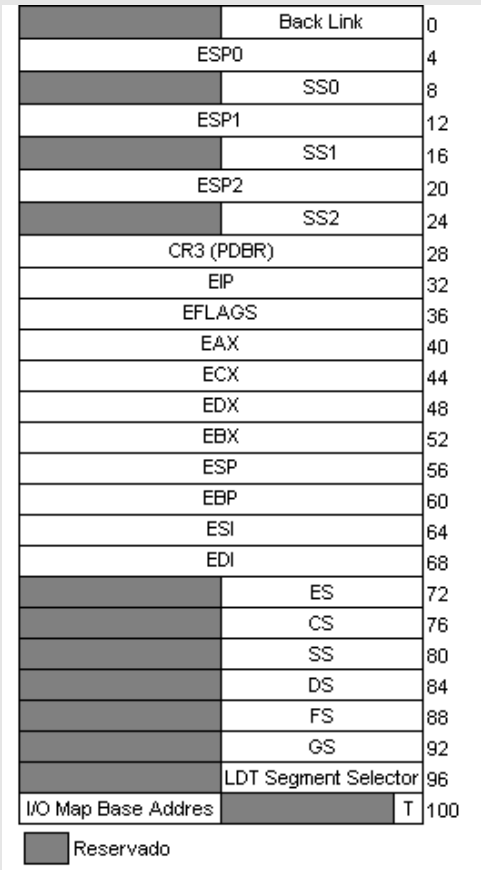 Back Link 0
ESP0 4
SS0 8
ESP1 12
SS1 16
ESP2 20
SS2 24
CR3 (PDBR) 28
EIP 32
EFLAGS 36
EAX 40
ECX 44
EDX 48
EBX 52
ESP 56
EBP 60
ESI 64
EDI 68
ES 72
CS 76
SS 80
DS 84
FS 88
GS 92
LDT Segment Selector 96
I/O Map Base Addres T 100
Reservado